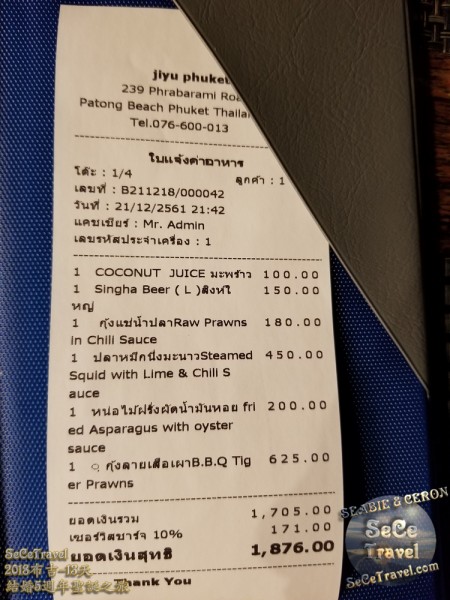 jiyu phuket
239 Phrabarami Roa
Patong Beach Phuket Thailan
Tel.076-600-013
ใบแจ้งค่าอาหาร
โต๊ะ : 1/4 ลูกค้า : 1
เลขที่ : B211218/000042
วันที่ : 21/12/2561 21:42
แคชเชียร์ : Mr. Admin
เลขรหัสประจำเครื่อง : 1
1 COCONUT JUICE มะพร้าว 100.00
1 Singha Beer ( L )สิงห์ใ 150.00
หญ่
1 กุ้งแช่น้ำปลาRaw Prawns 180.00
in Chili Sauce
1 ปลาหมึกนึ่งมะนาวSteamed 450.00
Squid with Lime & Chili S
auce
1 หน่อไม้ฝรั่งผัดน้ำมันหอย fri 200.00
ed Asparagus with oyster
sauce
1 กุ้งลายเสือเผาB.B.Q Tig 625.00
er Prawns
ยอดเงินรวม 1,705.00
เซอร์วิสชาร์จ 10% 171.00
ยอดเงินสุทธิ 1,876.00
Thank You
SeCeTravel
2018布吉-13天
結婚5週年聖誕之旅
SEABIE & CERON
SeCe
Travel
SeCeTravel.com